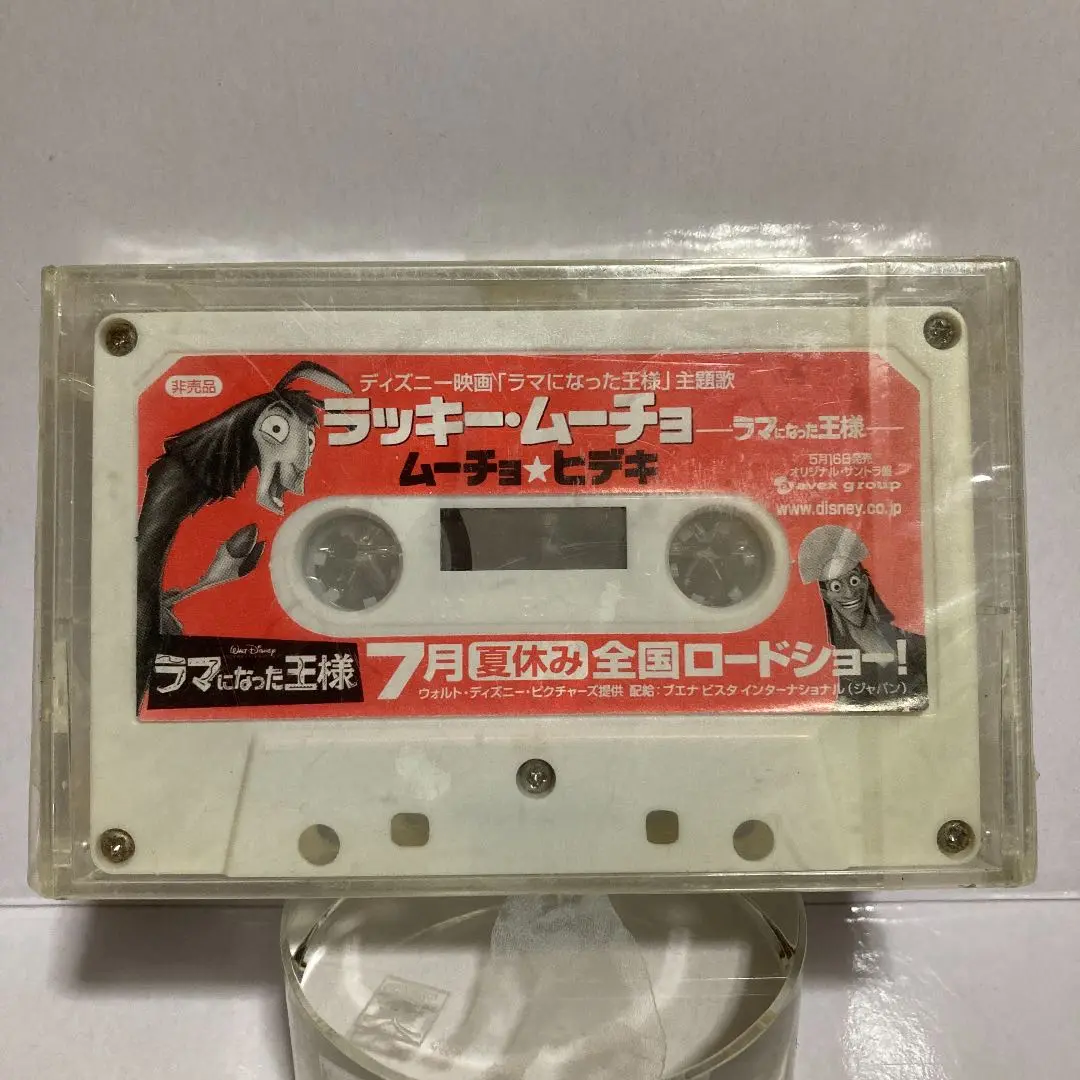 非売品
ディズニー映画「ラマになった王様」主題歌
ラッキー・ムーチョ ―ラマになった王様―
ムーチョ★ヒデキ
5月16日発売
オリジナル・サントラ盤
avex group
www.disney.co.jp
WALT DISNEY
ラマになった王様
7月 夏休み 全国ロードショー!
ウォルト・ディズニー・ピクチャーズ提供 配給:ブエナ ビスタ インターナショナル(ジャパン)